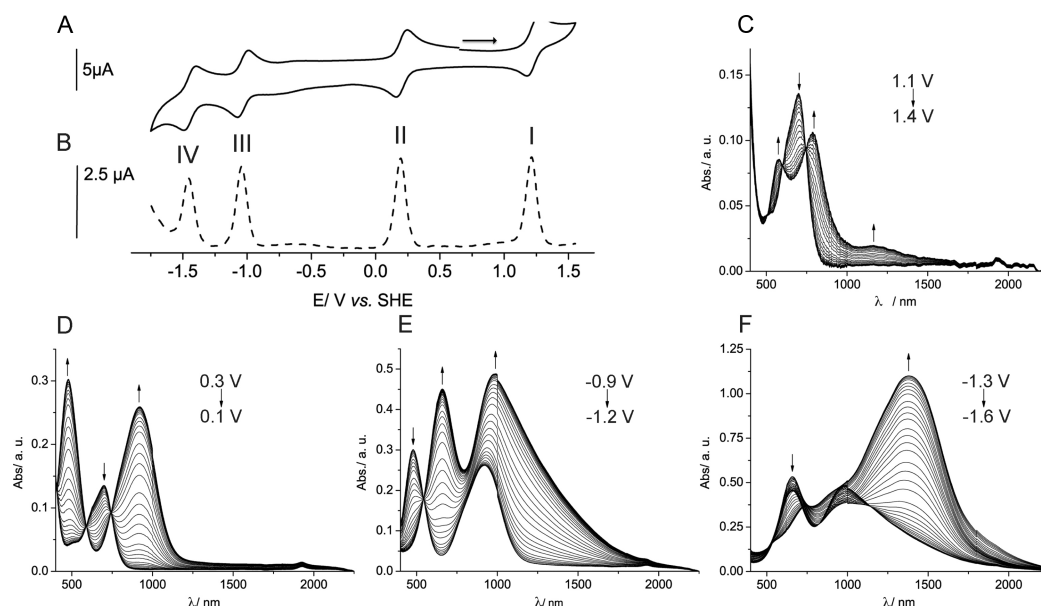 A
5µA
B
2.5 µA
IV
III
II
I
-1.5
-1.0
-0.5
0.0
0.5
1.0
1.5
E/ V vs. SHE
C
0.15
0.10
0.05
0.00
Abs./ a. u.
1.1 V
1.4 V
500
1000
1500
2000
λ / nm
D
0.3
0.2
0.1
0.0
Abs/ a. u.
0.3 V
0.1 V
500
1000
1500
2000
λ/ nm
E
0.5
0.4
0.3
0.2
0.1
0.0
Abs./ a. u.
-0.9 V
-1.2 V
500
1000
1500
2000
λ/ nm
F
1.25
1.00
0.75
0.50
0.25
0.00
Abs/ a. u.
-1.3 V
-1.6 V
500
1000
1500
2000
λ/ nm